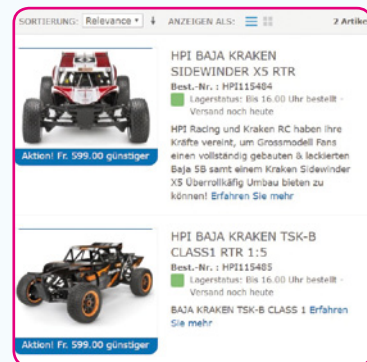 SORTIERUNG: Relevance ANZEIGEN ALS: 2 Artike
HPI BAJA KRAKEN
SIDEWINDER X5 RTR
Best.-Nr. : HPI115484
Lagerstatus: Bis 16.00 Uhr bestellt -
Versand noch heute
HPI Racing und Kraken RC haben ihre
Kräfte vereint, um Grossmodell Fans
einen vollständig gebauten & lackierten
Baja 5B samt einem Kraken Sidewinder
X5 Überrollkäfig Umbau bieten zu
können! Erfahren Sie mehr
Aktion! Fr. 599.00 günstiger
HPI BAJA KRAKEN TSK-B
CLASS1 RTR 1:5
Best.-Nr. : HPI115485
Lagerstatus: Bis 16.00 Uhr bestellt -
Versand noch heute
BAJA KRAKEN TSK-B CLASS 1 Erfahren
Sie mehr
Aktion! Fr. 599.00 günstiger